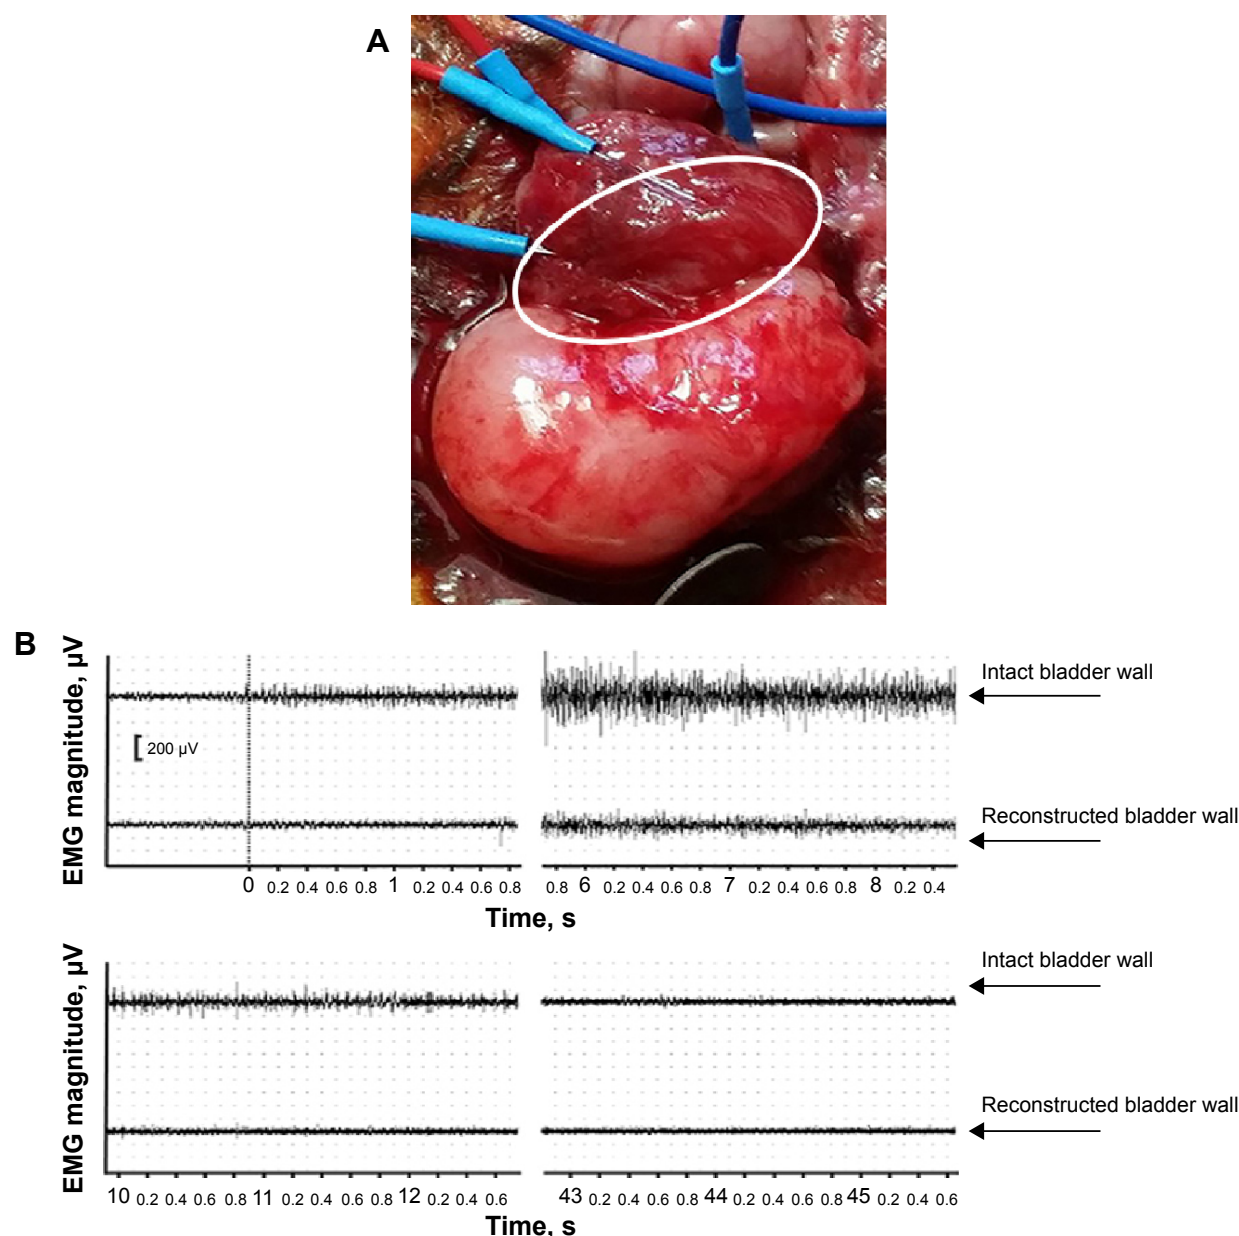 A
B
EMG magnitude, µV
Intact bladder wall
200 µV
Reconstructed bladder wall
0 0.2 0.4 0.6 0.8 1 0.2 0.4 0.6 0.8 0.8 6 0.2 0.4 0.6 0.8 7 0.2 0.4 0.6 0.8 8 0.2 0.4
Time, s
EMG magnitude, µV
Intact bladder wall
Reconstructed bladder wall
10 0.2 0.4 0.6 0.8 11 0.2 0.4 0.6 0.8 12 0.2 0.4 0.6 43 0.2 0.4 0.6 0.8 44 0.2 0.4 0.6 0.8 45 0.2 0.4 0.6
Time, s